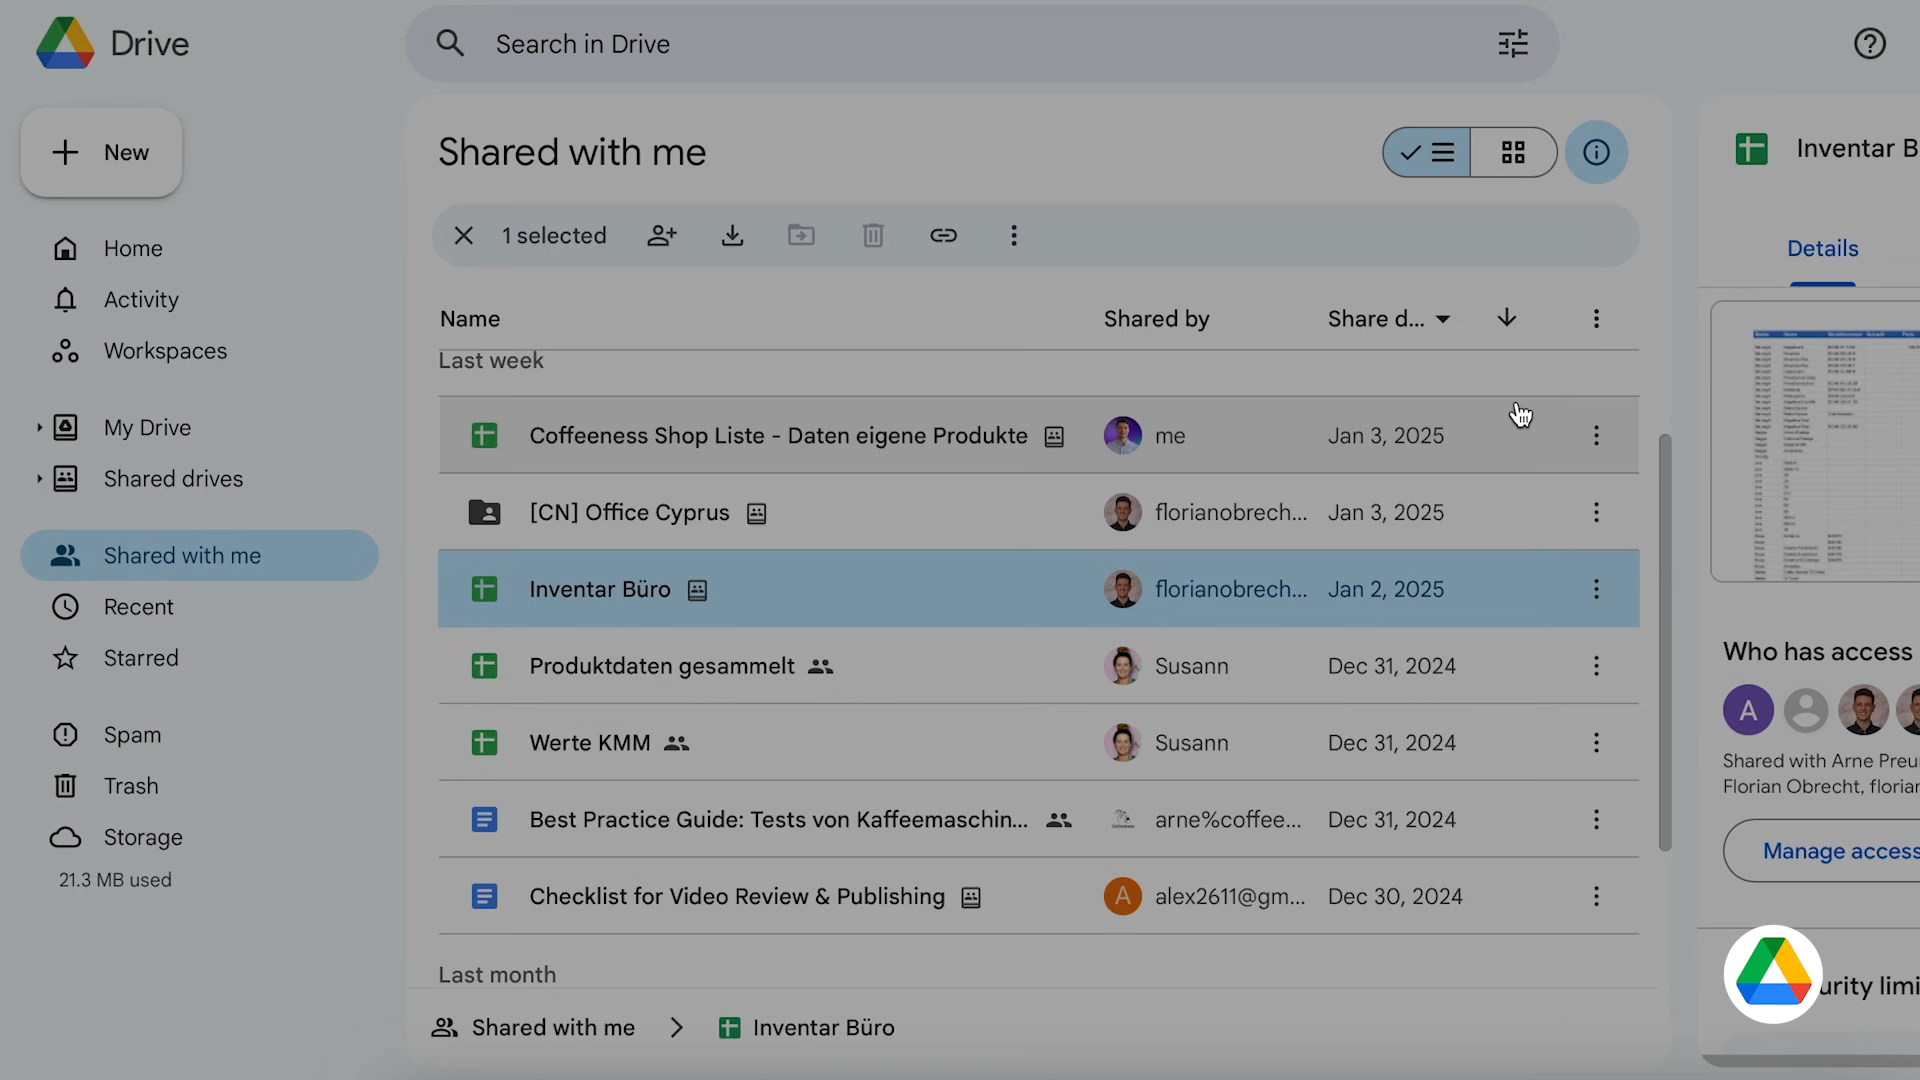 Drive
Search in Drive
New
Home
Activity
Workspaces
My Drive
Shared drives
Shared with me
Recent
Starred
Spam
Trash
Storage
21.3 MB used
Shared with me
1 selected
Name Shared by Share d...
Last week
Coffeeness Shop Liste - Daten eigene Produkte me Jan 3, 2025
[CN] Office Cyprus florianobrech... Jan 3, 2025
Inventar Büro florianobrech... Jan 2, 2025
Produktdaten gesammelt Susann Dec 31, 2024
Werte KMM Susann Dec 31, 2024
Best Practice Guide: Tests von Kaffeemaschin... arne%coffee... Dec 31, 2024
Checklist for Video Review & Publishing A alex2611@gm... Dec 30, 2024
Last month
Shared with me Inventar Büro
Inventar B
Details
Who has access
A
Shared with Arne Preu
Florian Obrecht, florian
Manage access
urity limi